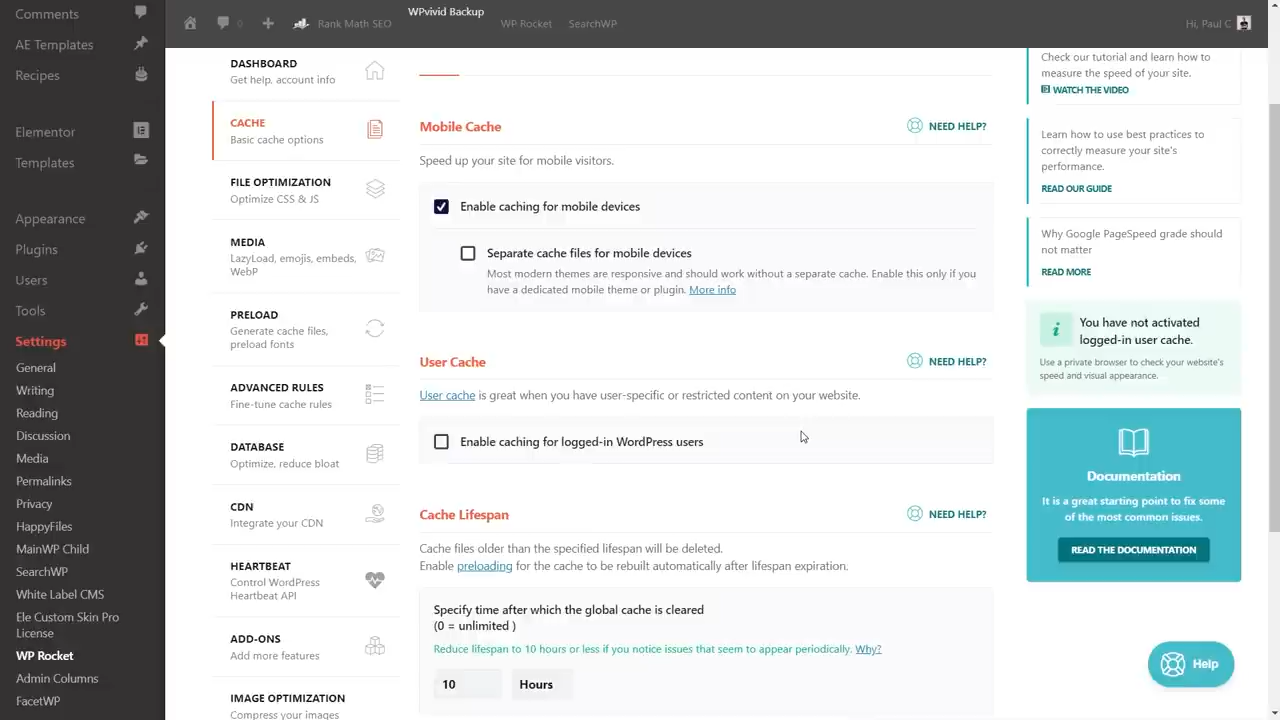 Comments
AE Templates
Recipes
Elementor
Templates
Appearance
Plugins
Users
Tools
Settings
General
Writing
Reading
Discussion
Media
Permalinks
Privacy
HappyFiles
MainWP Child
SearchWP
White Label CMS
Ele Custom Skin Pro
License
WP Rocket
Admin Columns
FacetWP
0
Rank Math SEO
WPvivid Backup
WP Rocket
SearchWP
Hi, Paul C
DASHBOARD
Get help, account info
CACHE
Basic cache options
FILE OPTIMIZATION
Optimize CSS & JS
MEDIA
LazyLoad, emojis, embeds,
WebP
PRELOAD
Generate cache files,
preload fonts
ADVANCED RULES
Fine-tune cache rules
DATABASE
Optimize, reduce bloat
CDN
Integrate your CDN
HEARTBEAT
Control WordPress
Heartbeat API
ADD-ONS
Add more features
IMAGE OPTIMIZATION
Compress your images
Mobile Cache
NEED HELP?
Speed up your site for mobile visitors.
Enable caching for mobile devices
Separate cache files for mobile devices
Most modern themes are responsive and should work without a separate cache. Enable this only if you
have a dedicated mobile theme or plugin. More info
User Cache
NEED HELP?
User cache is great when you have user-specific or restricted content on your website.
Enable caching for logged-in WordPress users
Cache Lifespan
NEED HELP?
Cache files older than the specified lifespan will be deleted.
Enable preloading for the cache to be rebuilt automatically after lifespan expiration.
Specify time after which the global cache is cleared
(0 = unlimited )
Reduce lifespan to 10 hours or less if you notice issues that seem to appear periodically. Why?
10 Hours
Check our tutorial and learn how to
measure the speed of your site.
WATCH THE VIDEO
Learn how to use best practices to
correctly measure your site's
performance.
READ OUR GUIDE
Why Google PageSpeed grade should
not matter
READ MORE
You have not activated
logged-in user cache.
Use a private browser to check your website's
speed and visual appearance.
Documentation
It is a great starting point to fix some
of the most common issues.
READ THE DOCUMENTATION
Help